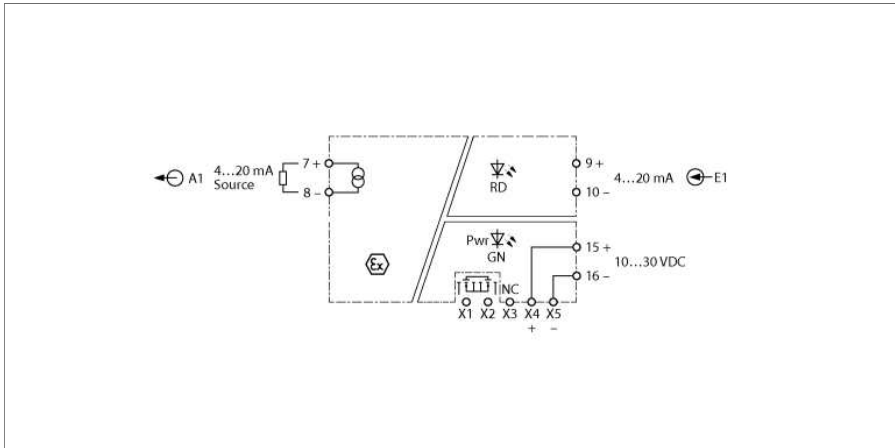 A1
4...20 mA
Source
7 +
8 –
εx
RD
9 +
10 –
4...20 mA
E1
Pwr
GN
15 +
16 –
10...30 VDC
NC
X1 X2 X3 X4 X5
+ –